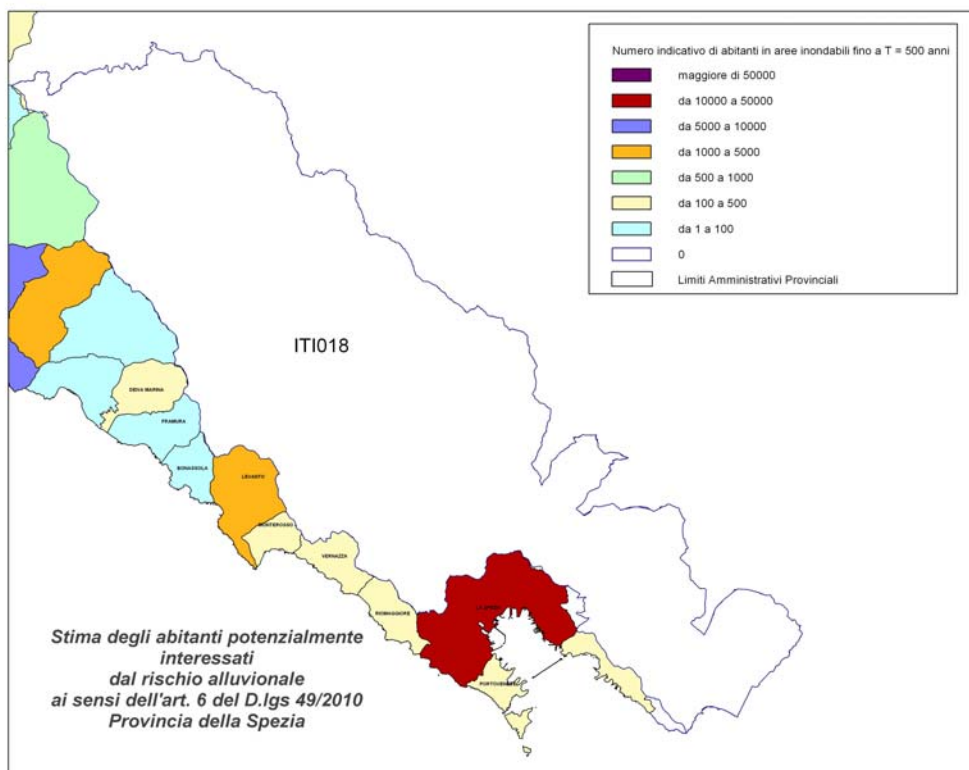 Numero indicativo di abitanti in aree inondabili fino a T = 500 anni
maggiore di 50000
da 10000 a 50000
da 5000 a 10000
da 1000 a 5000
da 500 a 1000
da 100 a 500
da 1 a 100
0
Limiti Amministrativi Provinciali
ITI018
DEIVA MARINA
FRAMURA
BONASSOLA
LEVANTO
MONTEROSSO
VERNAZZA
RIOMAGGIORE
LA SPEZIA
PORTOVENERE
Stima degli abitanti potenzialmente
interessati
dal rischio alluvionale
ai sensi dell'art. 6 del D.lgs 49/2010
Provincia della Spezia